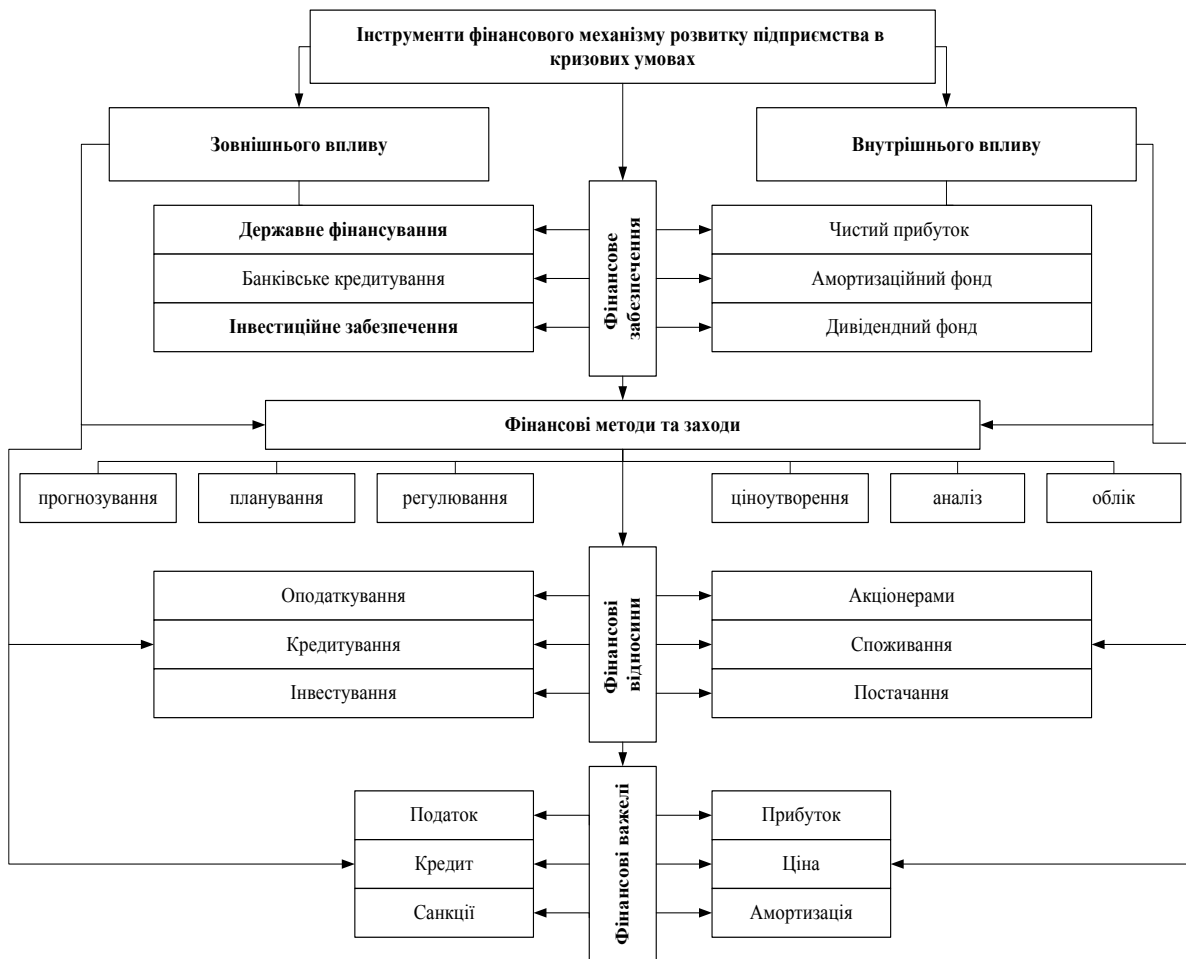 Інструменти фінансового механізму розвитку підприємства в
кризових умовах
Зовнішнього впливу
Внутрішнього впливу
Фінансове
забезпечення
Державне фінансування
Чистий прибуток
Банківське кредитування
Амортизаційний фонд
Інвестиційне забезпечення
Дивідендний фонд
Фінансові методи та заходи
прогнозування
планування
регулювання
ціноутворення
аналіз
облік
Фінансові
відносини
Оподаткування
Акціонерами
Кредитування
Споживання
Інвестування
Постачання
Фінансові важелі
Податок
Прибуток
Кредит
Ціна
Санкції
Амортизація